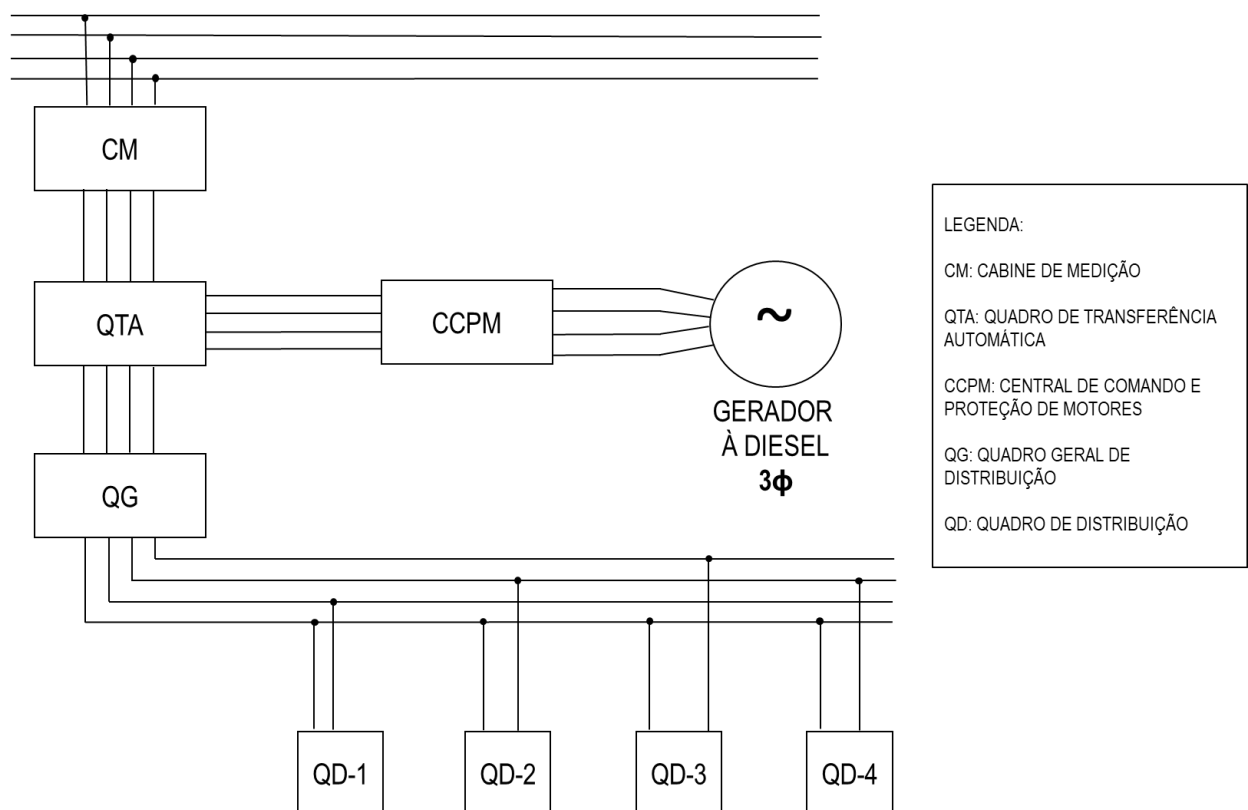 CM
QTA
CCPM
~
GERADOR
À DIESEL
3ϕ
QG
QD-1
QD-2
QD-3
QD-4
LEGENDA:
CM: CABINE DE MEDIÇÃO
QTA: QUADRO DE TRANSFERÊNCIA
AUTOMÁTICA
CCPM: CENTRAL DE COMANDO E
PROTEÇÃO DE MOTORES
QG: QUADRO GERAL DE
DISTRIBUIÇÃO
QD: QUADRO DE DISTRIBUIÇÃO